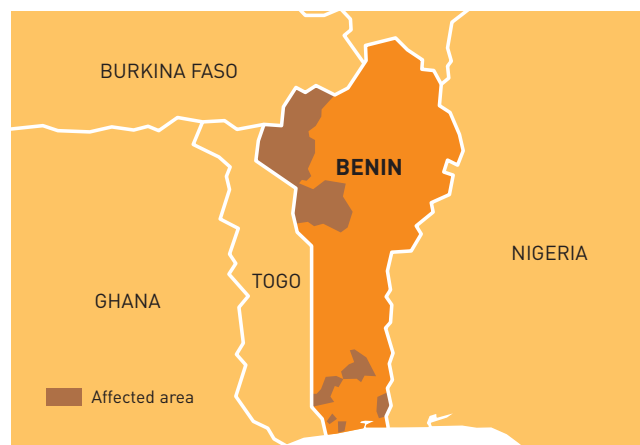 BURKINA FASO
BENIN
NIGERIA
TOGO
GHANA
Affected area